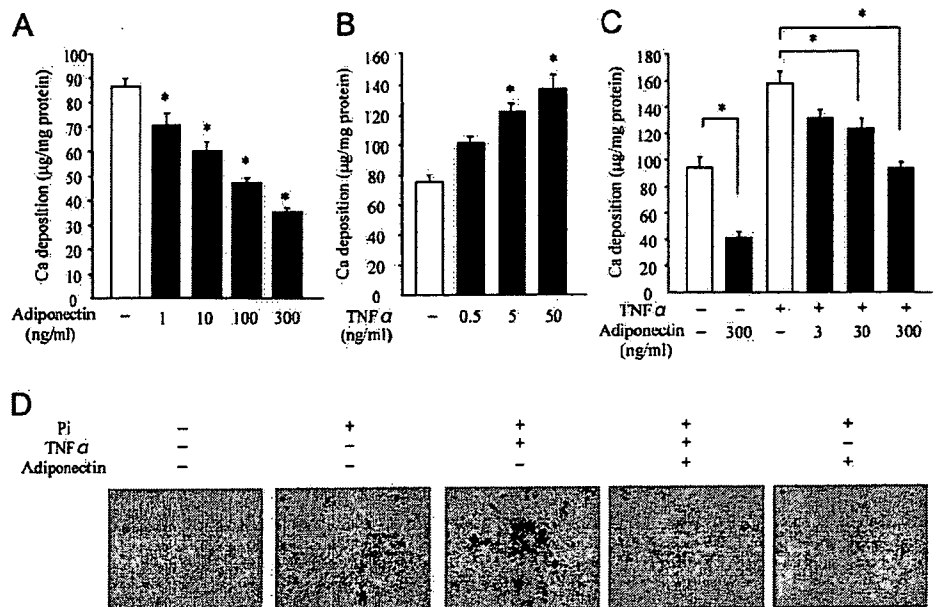 A
Ca deposition (μg/mg protein)
100
90
80
70
60
50
40
30
20
10
0
* * * *
Adiponectin
(ng/ml)
– 1 10 100 300
B
Ca deposition (μg/mg protein)
160
140
120
100
80
60
40
20
0
* *
TNFα
(ng/ml)
– 0.5 5 50
C
Ca deposition (μg/mg protein)
180
160
140
120
100
80
60
40
20
0
* * *
TNFα – – + + + +
Adiponectin – 300 – 3 30 300
(ng/ml)
D
Pi – + + + +
TNFα – – + + –
Adiponectin – – – + +